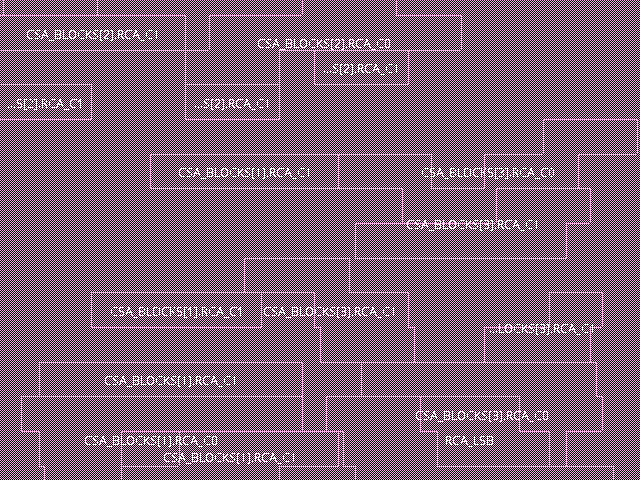 CSA_BLOCKS[2].RCA_C1
CSA_BLOCKS[2].RCA_C0
..S[2].RCA_C1
..S[2].RCA_C1
..S[2].RCA_C1
CSA_BLOCKS[1].RCA_C1
CSA_BLOCKS[3].RCA_C0
CSA_BLOCKS[3].RCA_C1
CSA_BLOCKS[1].RCA_C1
CSA_BLOCKS[3].RCA_C1
..LOCKS[3].RCA_C1
CSA_BLOCKS[1].RCA_C1
CSA_BLOCKS[3].RCA_C0
CSA_BLOCKS[1].RCA_C0
RCA_LSB
CSA_BLOCKS[1].RCA_C1